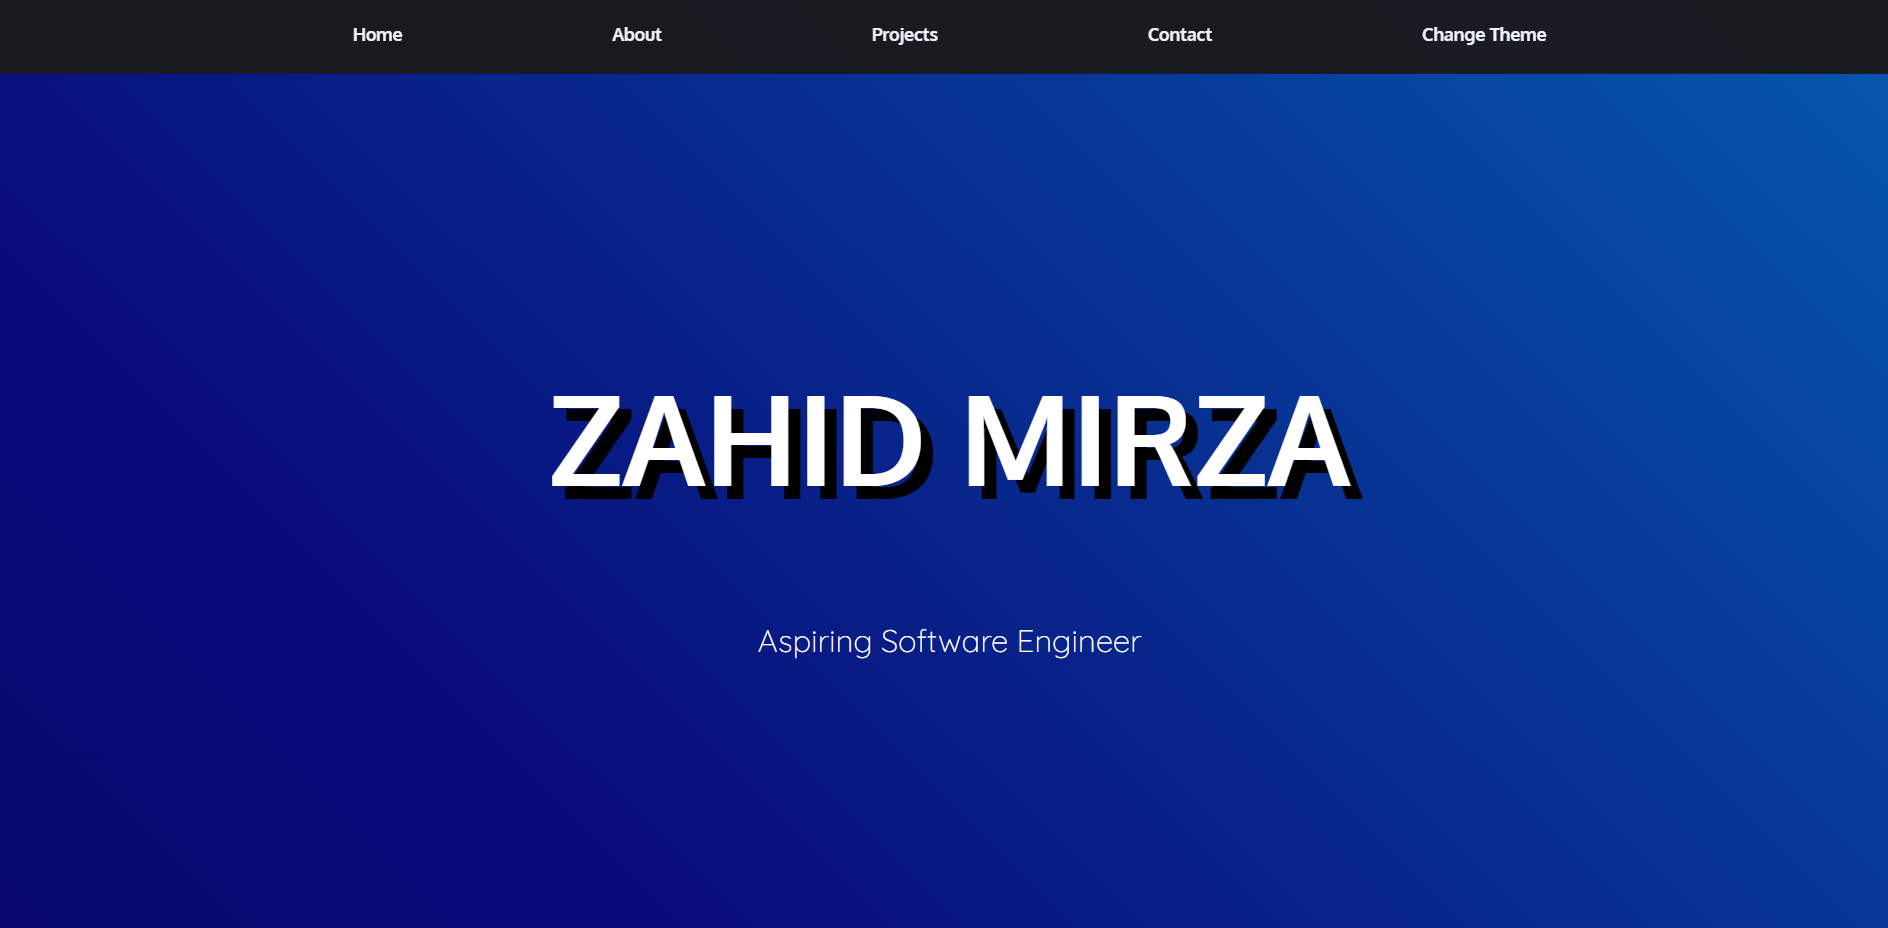 Home About Projects Contact Change Theme
ZAHID MIRZA
Aspiring Software Engineer